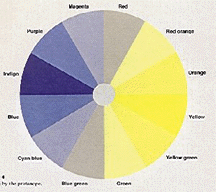 Magenta
Red
Purple
Red orange
Indigo
Orange
Blue
Yellow
Cyan blue
Yellow green
Blue green
Green
by the protanope.